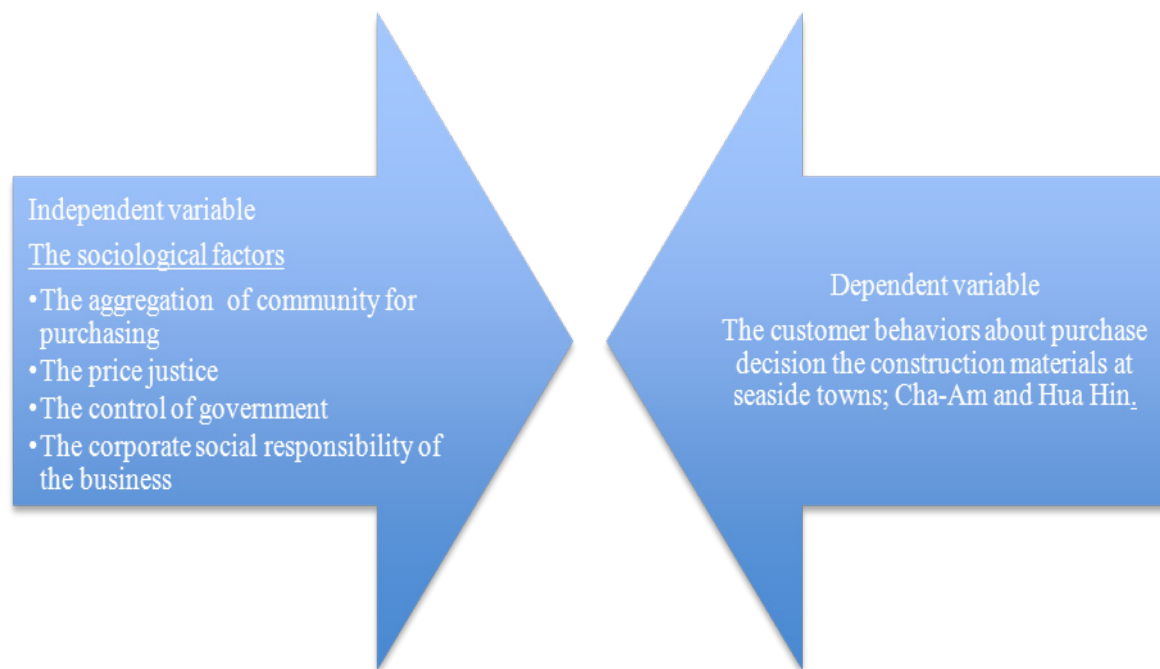 Independent variable
The sociological factors
•The aggregation of community for
purchasing
•The price justice
•The control of government
•The corporate social responsibility of
the business
Dependent variable
The customer behaviors about purchase
decision the construction materials at
seaside towns; Cha-Am and Hua Hin.